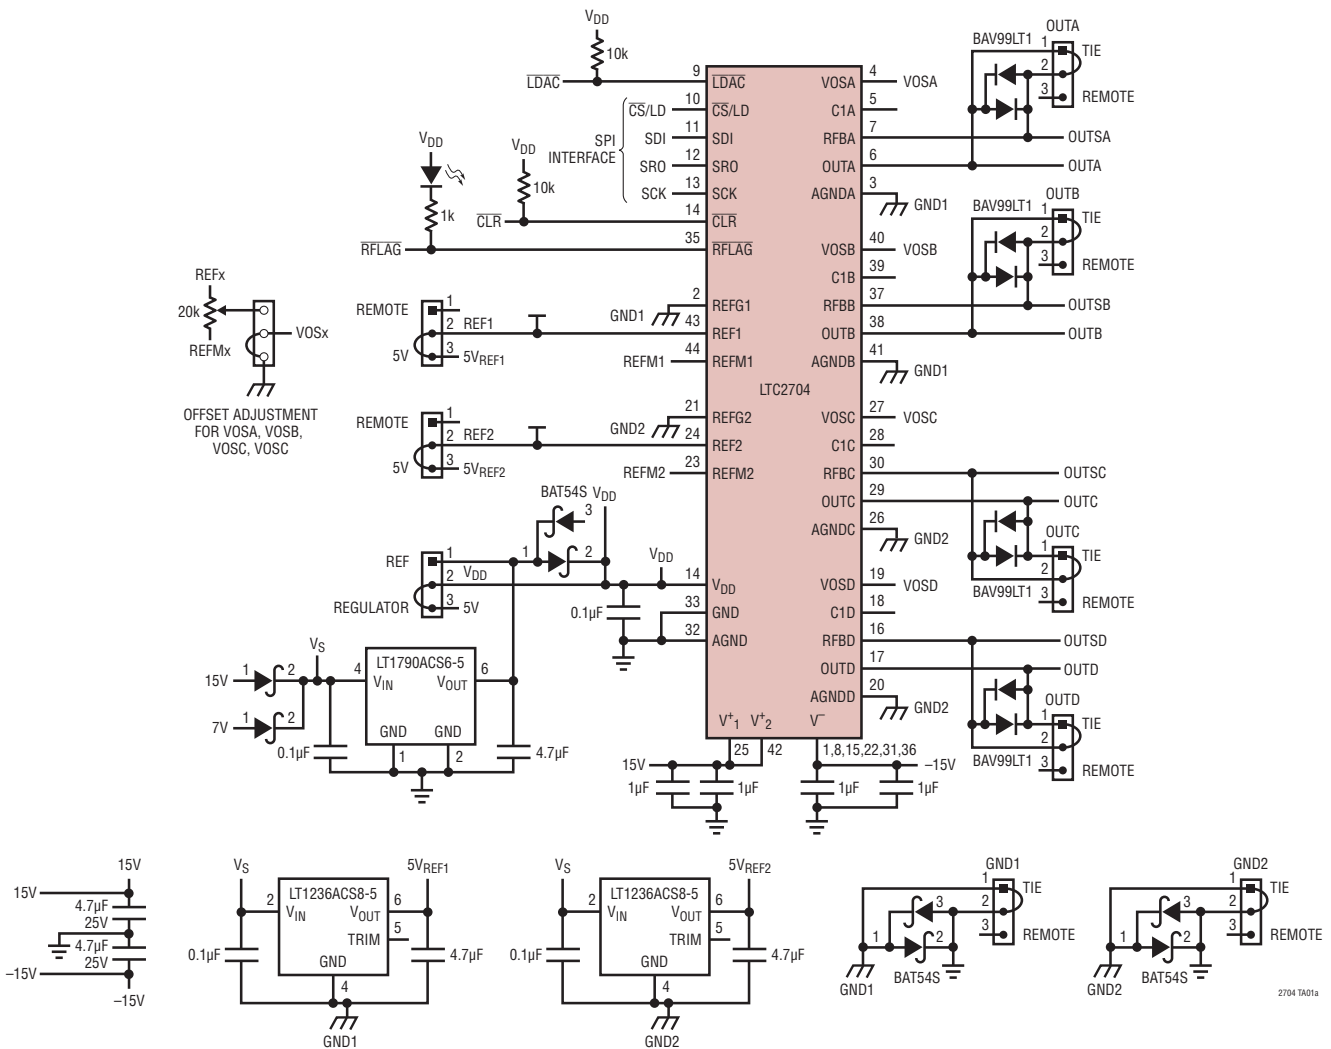 VDD
10k
LDAC
9
LDAC
SPI
INTERFACE
CS/LD
10
CS/LD
SDI
11
SDI
SRO
12
SRO
SCK
13
SCK
VDD
1k
VDD
10k
CLR
14
CLR
RFLAG
35
RFLAG
REFx
20k
REFMx
VOSx
OFFSET ADJUSTMENT
FOR VOSA, VOSB,
VOSC, VOSC
GND1
2
REFG1
REMOTE
1
2
REF1
43
REF1
5V
3
5VREF1
REFM1
44
REFM1
LTC2704
GND2
21
REFG2
REMOTE
1
2
REF2
24
REF2
5V
3
5VREF2
REFM2
23
REFM2
BAT54S
VDD
3
1
2
REF
1
2
VDD
REGULATOR
3
5V
VDD
14
VDD
0.1µF
33
GND
32
AGND
VS
15V
1
2
7V
1
2
0.1µF
LT1790ACS6-5
4
VIN
VOUT
6
GND
GND
1
2
4.7µF
V+1
V+2
V–
25
42
1,8,15,22,31,36
15V
–15V
1µF
1µF
1µF
1µF
VOSA
4
VOSA
C1A
5
RFBA
7
OUTSA
OUTA
6
OUTA
AGNDA
3
GND1
BAV99LT1
OUTA
1
TIE
2
3
REMOTE
VOSB
40
VOSB
C1B
39
RFBB
37
OUTSB
OUTB
38
OUTB
AGNDB
41
GND1
BAV99LT1
OUTB
1
TIE
2
3
REMOTE
VOSC
27
VOSC
C1C
28
RFBC
30
OUTSC
OUTC
29
OUTC
AGNDC
26
GND2
OUTC
1
TIE
2
BAV99LT1
3
REMOTE
VOSD
19
VOSD
C1D
18
RFBD
16
OUTSD
OUTD
17
OUTD
AGNDD
20
GND2
OUTD
1
TIE
2
BAV99LT1
3
REMOTE
15V
15V
4.7µF
25V
4.7µF
25V
–15V
–15V
VS
5VREF1
LT1236ACS8-5
2
VIN
VOUT
6
TRIM
5
GND
4
0.1µF
4.7µF
GND1
VS
5VREF2
LT1236ACS8-5
2
VIN
VOUT
6
TRIM
5
GND
4
0.1µF
4.7µF
GND2
GND1
1
TIE
2
3
REMOTE
3
1
2
BAT54S
GND1
GND2
1
TIE
2
3
REMOTE
3
1
2
BAT54S
GND2
2704 TA01a